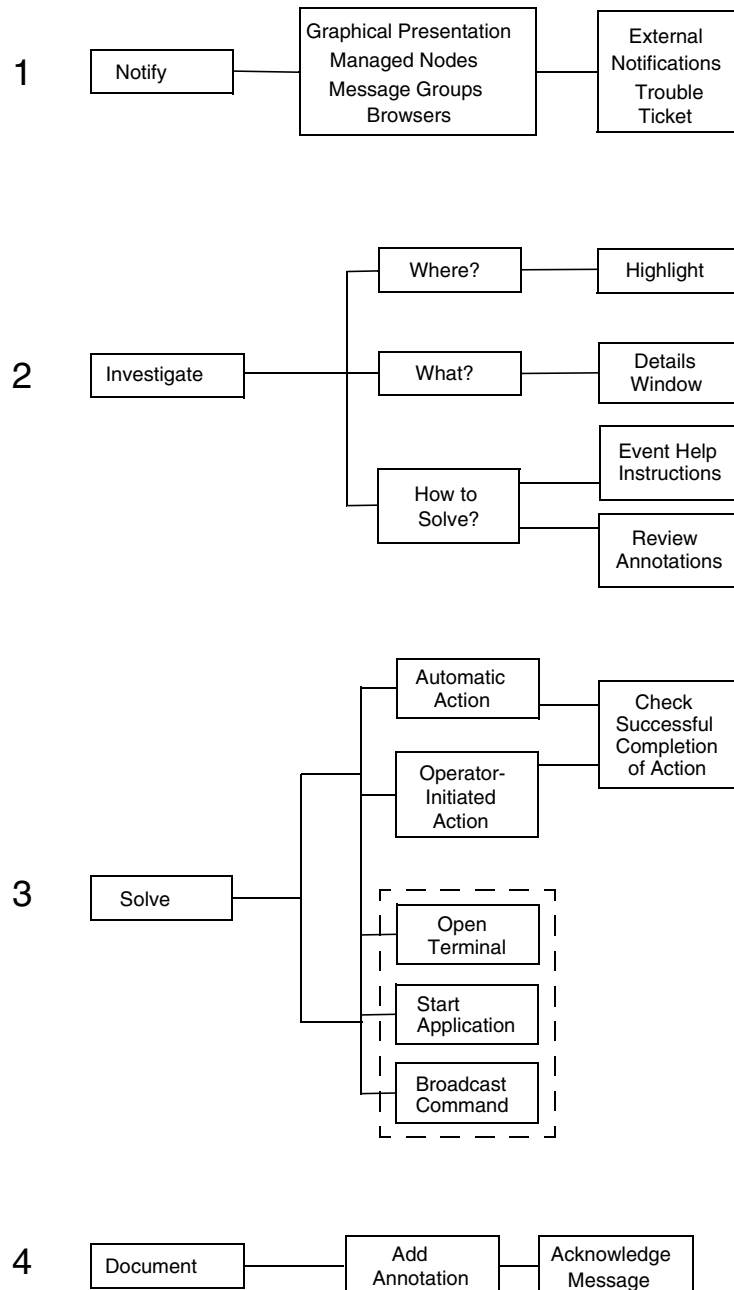 1
Notify
Graphical Presentation
Managed Nodes
Message Groups
Browsers
External
Notifications
Trouble
Ticket
2
Investigate
Where?
Highlight
What?
Details
Window
How to
Solve?
Event Help
Instructions
Review
Annotations
3
Solve
Automatic
Action
Operator-
Initiated
Action
Check
Successful
Completion
of Action
Open
Terminal
Start
Application
Broadcast
Command
4
Document
Add
Annotation
Acknowledge
Message